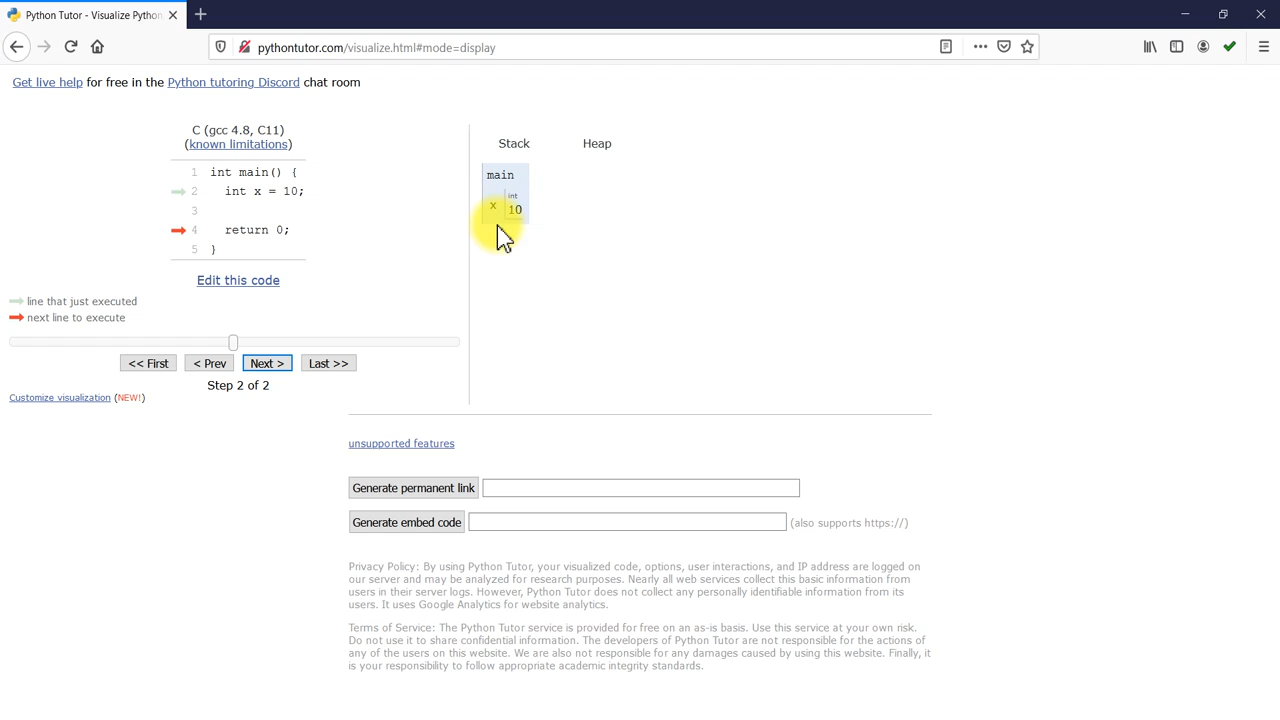 Python Tutor - Visualize Python,
pythontutor.com/visualize.html#mode=display
Get live help for free in the Python tutoring Discord chat room
C (gcc 4.8, C11)
(known limitations)
1 int main() {
2 int x = 10;
3
4 return 0;
5 }
Edit this code
line that just executed
next line to execute
<< First < Prev Next > Last >>
Step 2 of 2
Customize visualization (NEW!)
Stack Heap
main
int
x 10
unsupported features
Generate permanent link
Generate embed code (also supports https://)
Privacy Policy: By using Python Tutor, your visualized code, options, user interactions, and IP address are logged on
our server and may be analyzed for research purposes. Nearly all web services collect this basic information from
users in their server logs. However, Python Tutor does not collect any personally identifiable information from its
users. It uses Google Analytics for website analytics.
Terms of Service: The Python Tutor service is provided for free on an as-is basis. Use this service at your own risk.
Do not use it to share confidential information. The developers of Python Tutor are not responsible for the actions of
any of the users on this website. We are also not responsible for any damages caused by using this website. Finally, it
is your responsibility to follow appropriate academic integrity standards.